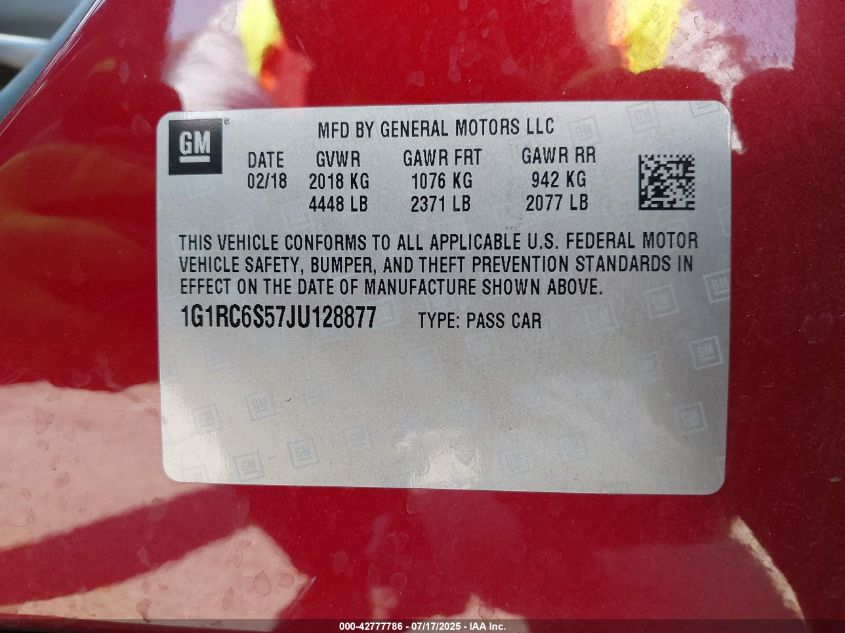 GM
MFD BY GENERAL MOTORS LLC
DATE GVWR GAWR FRT GAWR RR
02/18 2018 KG 1076 KG 942 KG
4448 LB 2371 LB 2077 LB
THIS VEHICLE CONFORMS TO ALL APPLICABLE U.S. FEDERAL MOTOR
VEHICLE SAFETY, BUMPER, AND THEFT PREVENTION STANDARDS IN
EFFECT ON THE DATE OF MANUFACTURE SHOWN ABOVE.
1G1RC6S57JU128877 TYPE: PASS CAR
000-42777786 - 07/17/2025 - IAA Inc.